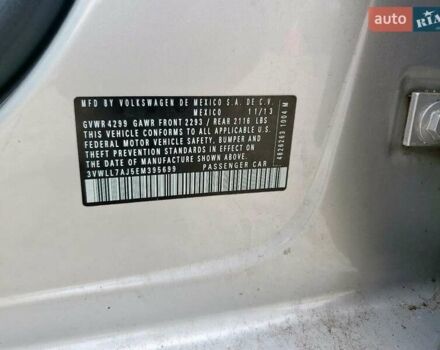 MFD BY VOLKSWAGEN DE MEXICO S.A. DE C.V.
MEXICO 11/13
GVWR 4299 GAWR FRONT 2293 / REAR 2116 LBS
THIS VEHICLE CONFORMS TO ALL APPLICABLE U.S.
FEDERAL MOTOR VEHICLE SAFETY, BUMPER AND
THEFT PREVENTION STANDARDS IN EFFECT ON
THE DATE OF MANUFACTURE SHOWN ABOVE.
3VWLL7AJ5EM395699 PASSENGER CAR
4626363 1004 M
AUTO
RIA